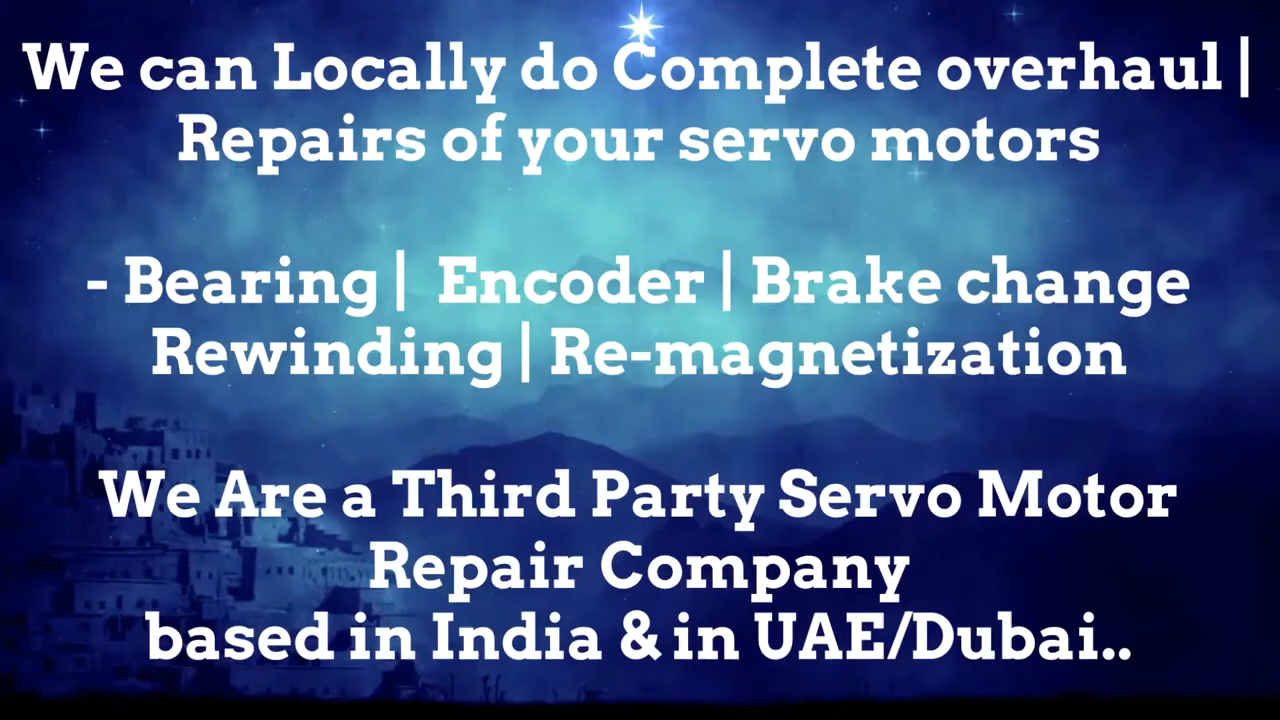 We can Locally do Complete overhaul |
Repairs of your servo motors
- Bearing | Encoder | Brake change
Rewinding | Re-magnetization
We Are a Third Party Servo Motor
Repair Company
based in India & in UAE/Dubai..